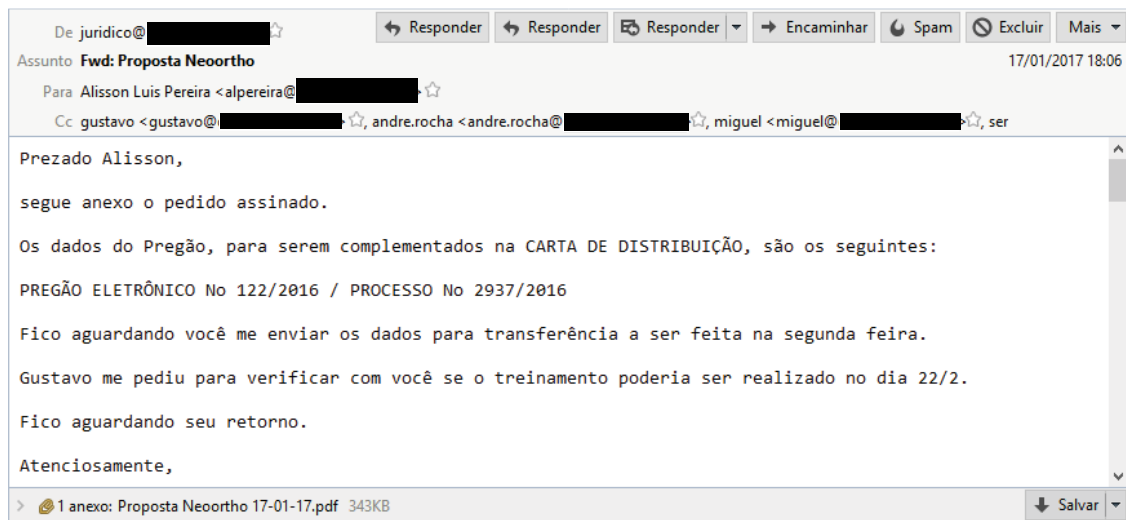 De juridico@
Responder Responder Responder Encaminhar Spam Excluir Mais
Assunto Fwd: Proposta Neoortho 17/01/2017 18:06
Para Alisson Luis Pereira <alpereira@ >
Cc gustavo <gustavo@ >, andre.rocha <andre.rocha@ >, miguel <miguel@ >, ser
Prezado Alisson,
segue anexo o pedido assinado.
Os dados do Pregão, para serem complementados na CARTA DE DISTRIBUIÇÃO, são os seguintes:
PREGÃO ELETRÔNICO No 122/2016 / PROCESSO No 2937/2016
Fico aguardando você me enviar os dados para transferência a ser feita na segunda feira.
Gustavo me pediu para verificar com você se o treinamento poderia ser realizado no dia 22/2.
Fico aguardando seu retorno.
Atenciosamente,
1 anexo: Proposta Neoortho 17-01-17.pdf 343KB Salvar